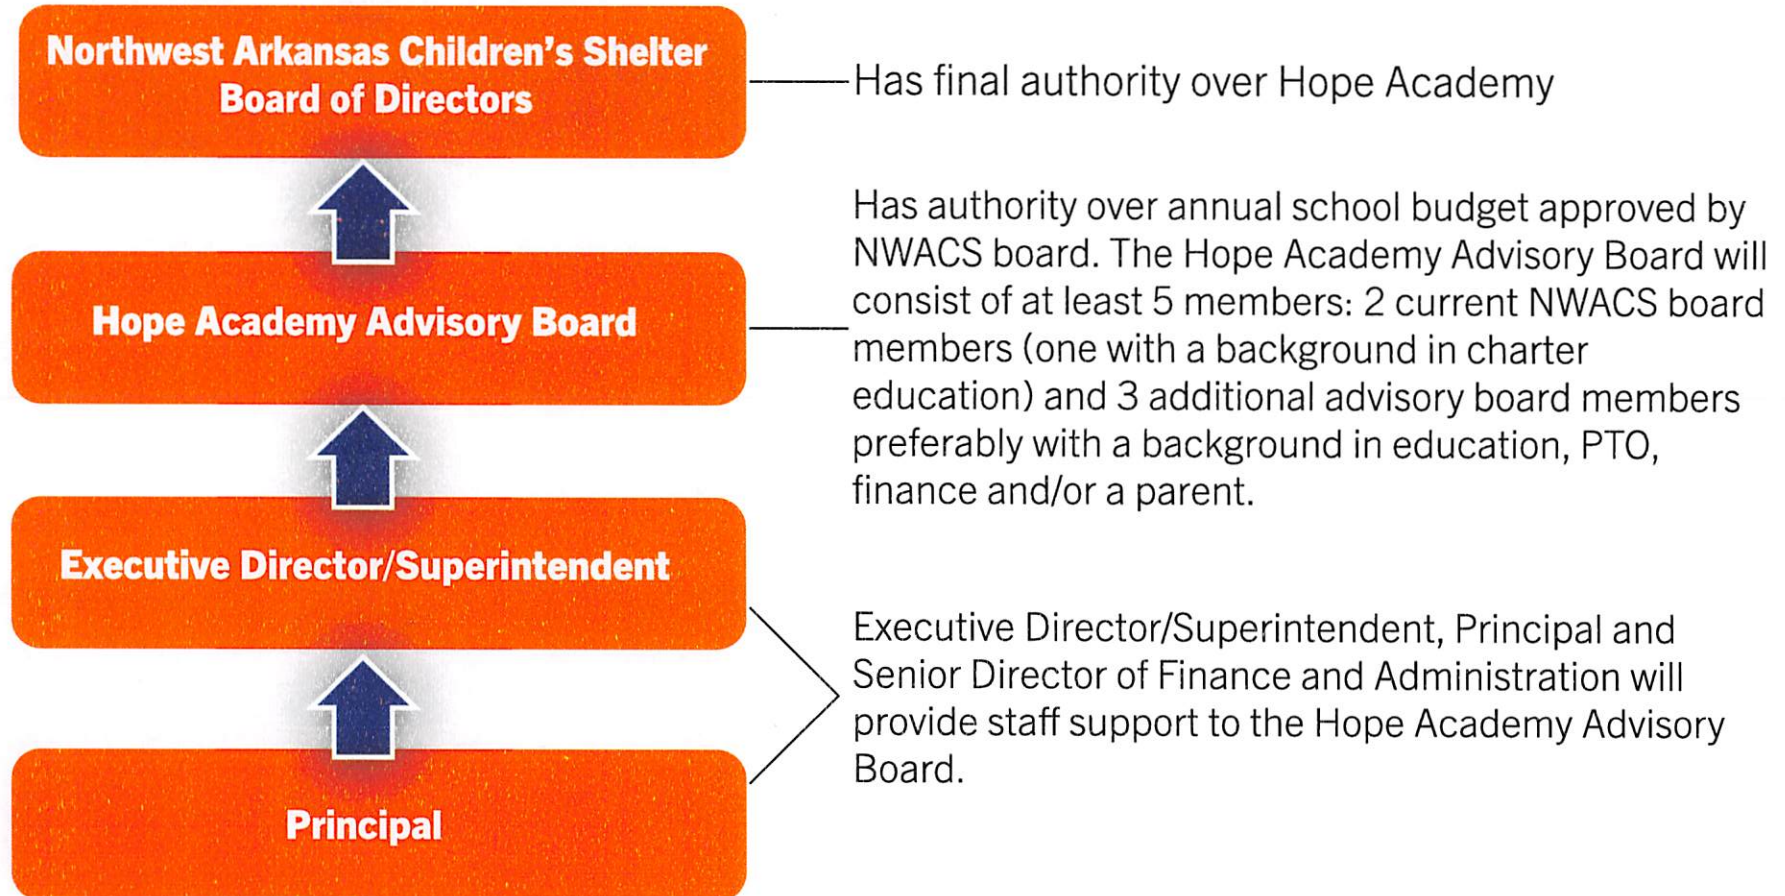 Northwest Arkansas Children's Shelter
Board of Directors
Has final authority over Hope Academy
Hope Academy Advisory Board
Has authority over annual school budget approved by
NWACS board. The Hope Academy Advisory Board will
consist of at least 5 members: 2 current NWACS board
members (one with a background in charter
education) and 3 additional advisory board members
preferably with a background in education, PTO,
finance and/or a parent.
Executive Director/Superintendent
Executive Director/Superintendent, Principal and
Senior Director of Finance and Administration will
provide staff support to the Hope Academy Advisory
Board.
Principal